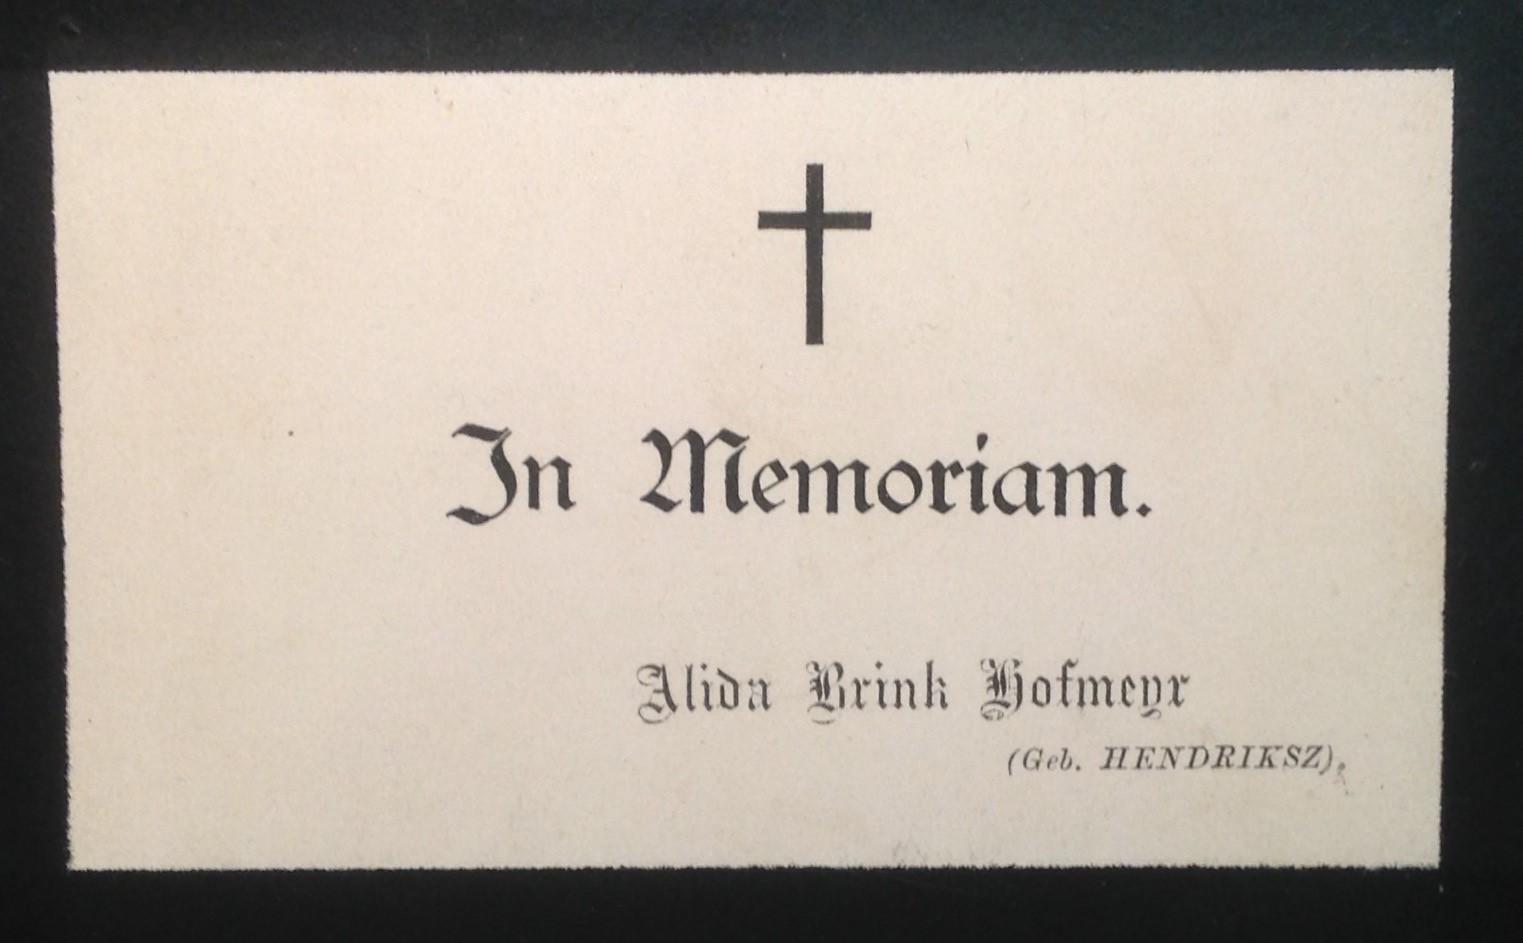 In Memoriam.
Alida Brink Hofmeyr
(Geb. HENDRIKSZ),